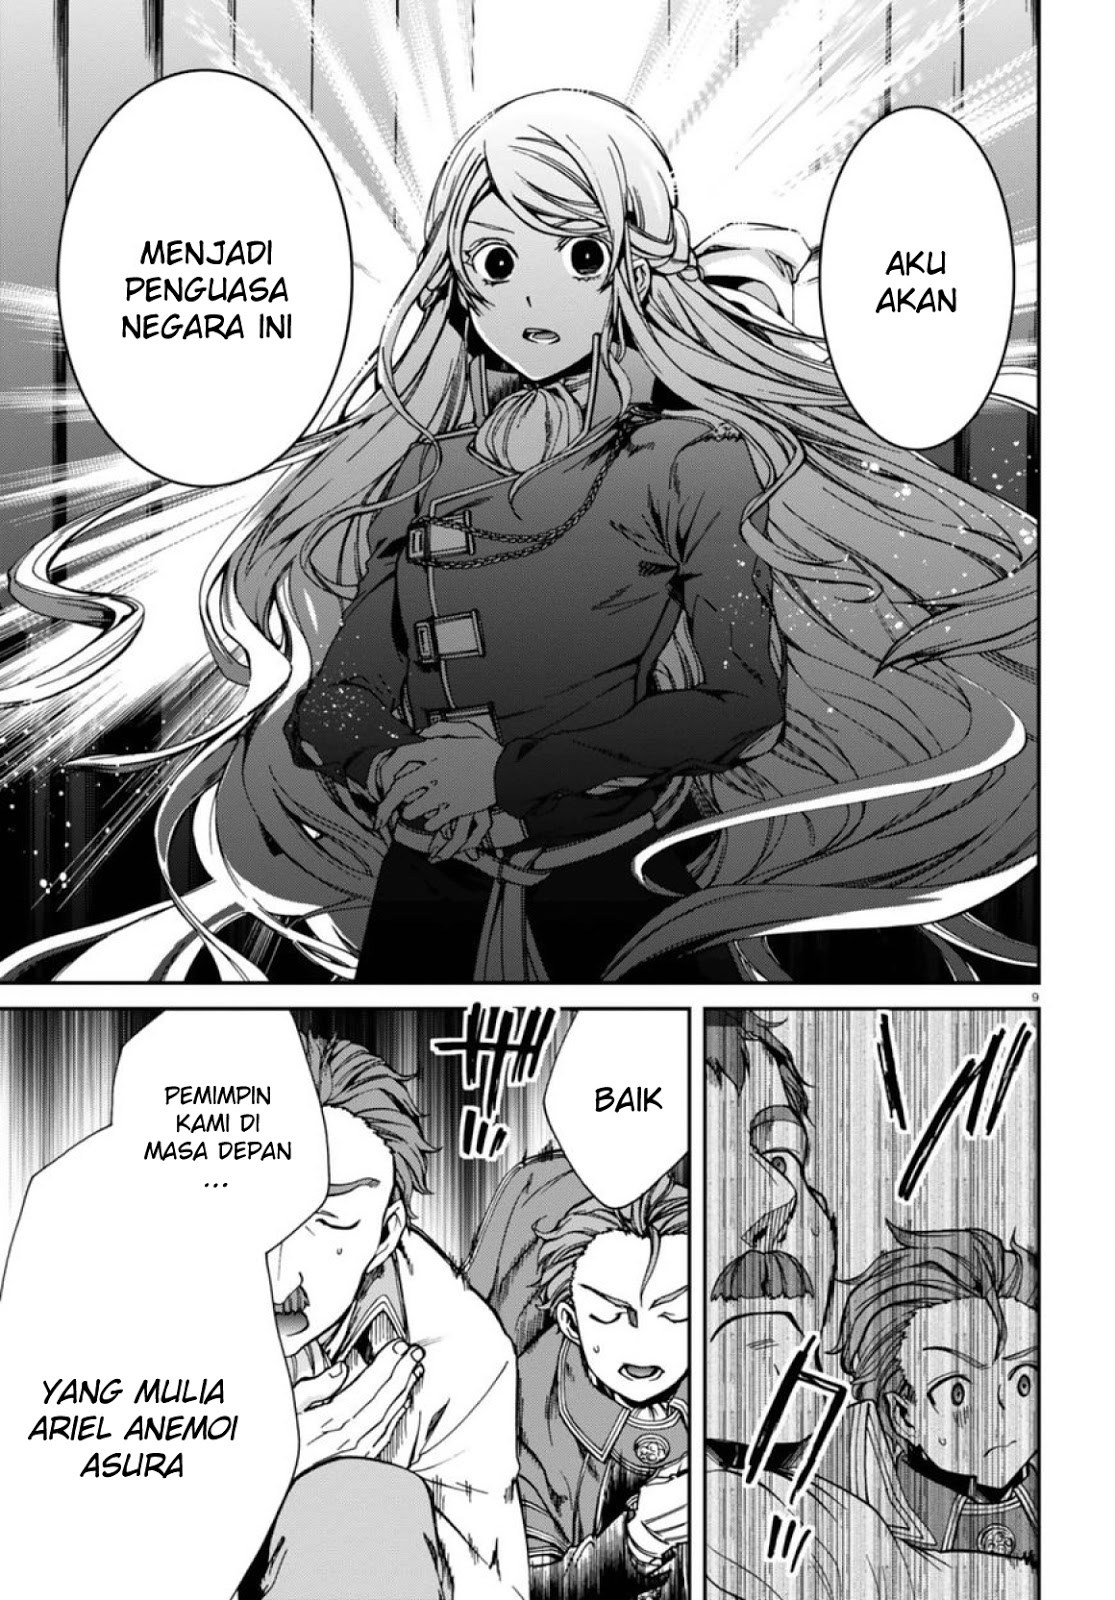 AKU
AKAN
MENJADI
PENGUASA
NEGARA INI
9
BAIK
PEMIMPIN
KAMI DI
MASA DEPAN
...
YANG MULIA
ARIEL ANEMOI
ASURA